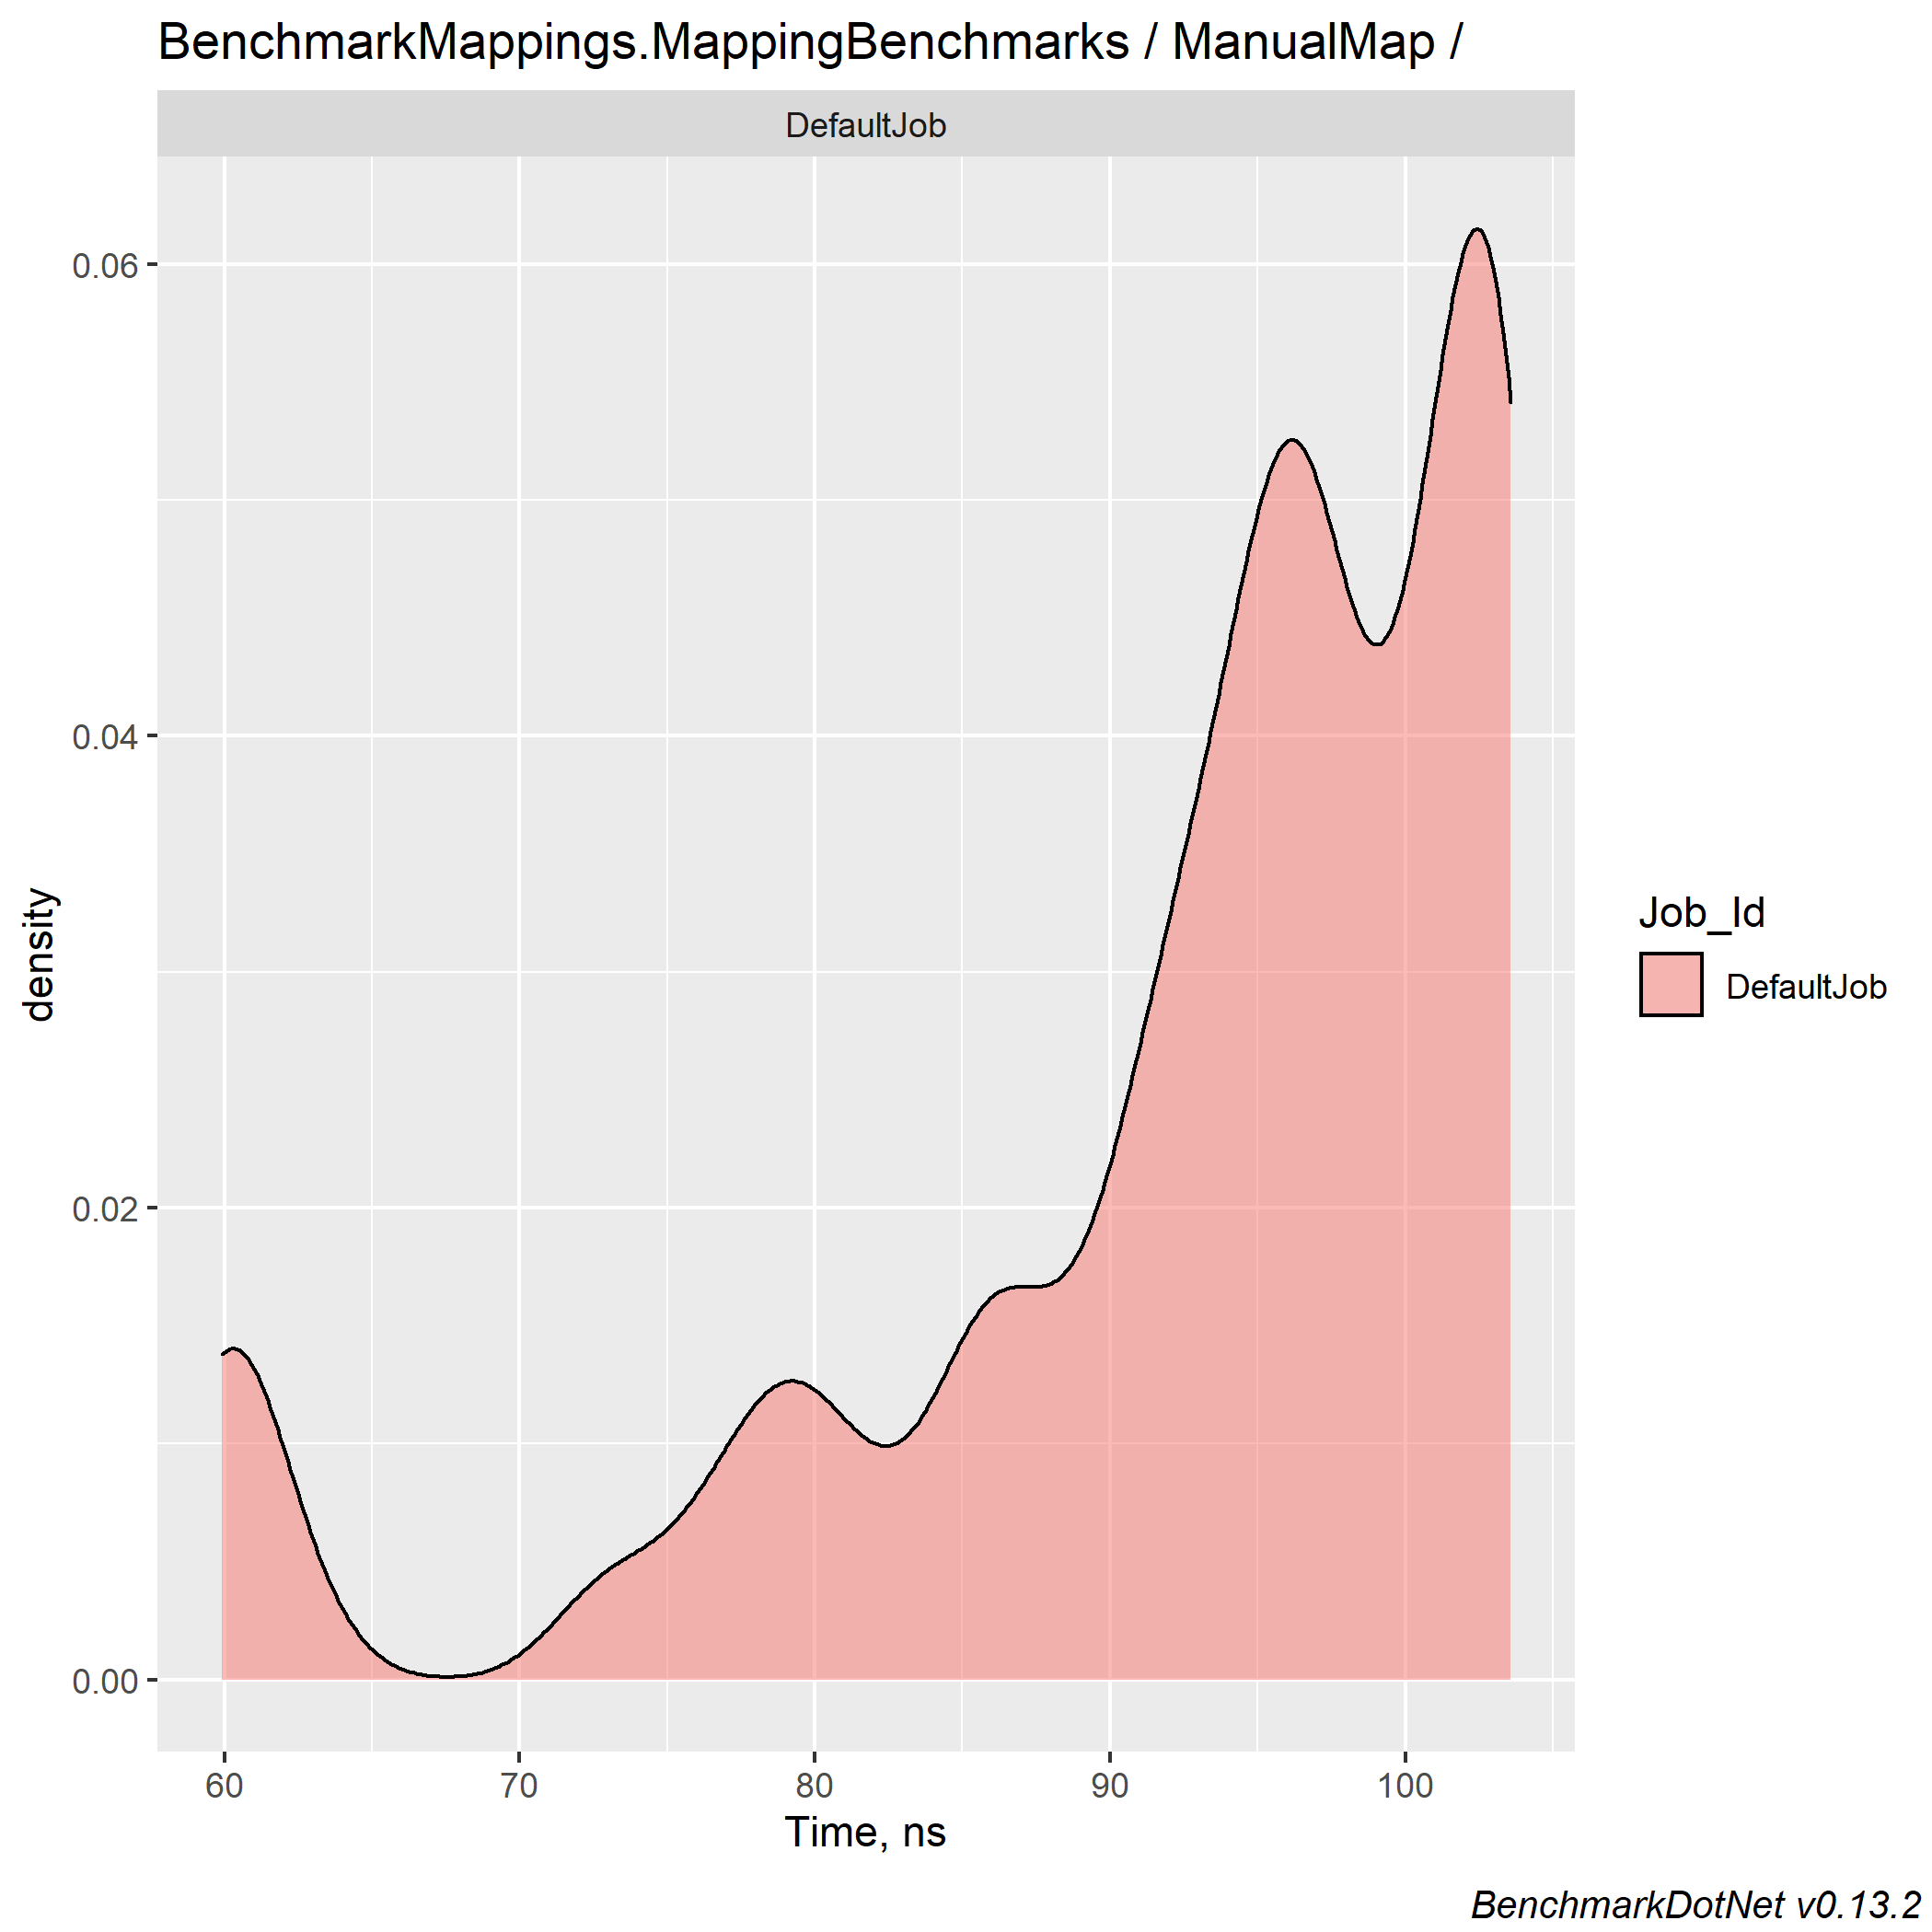 BenchmarkMappings.MappingBenchmarks / ManualMap /
DefaultJob
0.06
0.04
0.02
0.00
density
60 70 80 90 100
Time, ns
Job_Id
DefaultJob
BenchmarkDotNet v0.13.2